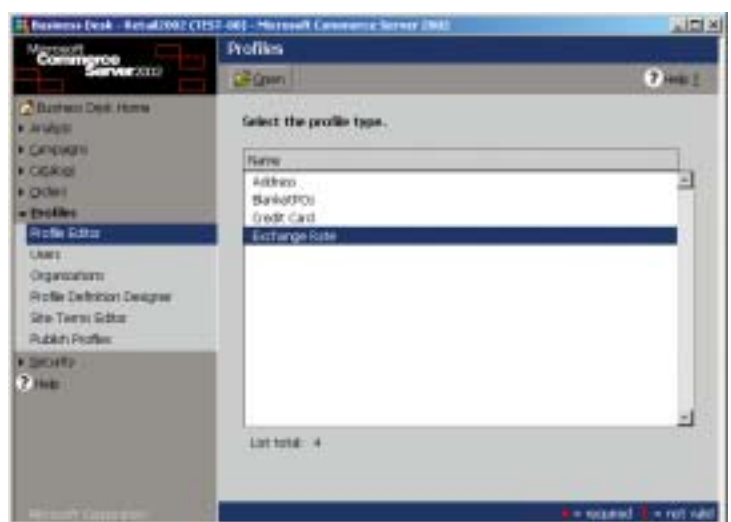 Business Desk - Retail2002 (TEST-001) - Microsoft Commerce Server 2002
Microsoft
Commerce
Server2002
Profiles
Open
Help
Business Desk Home
Analysis
Campaigns
Catalogs
Orders
Profiles
Profile Editor
Users
Organizations
Profile Definition Designer
Site Terms Editor
Publish Profiles
Security
Help
Select the profile type.
Name
Address
BlanketPOs
Credit Card
Exchange Rate
List total: 4
Microsoft Corporation
= required = not valid